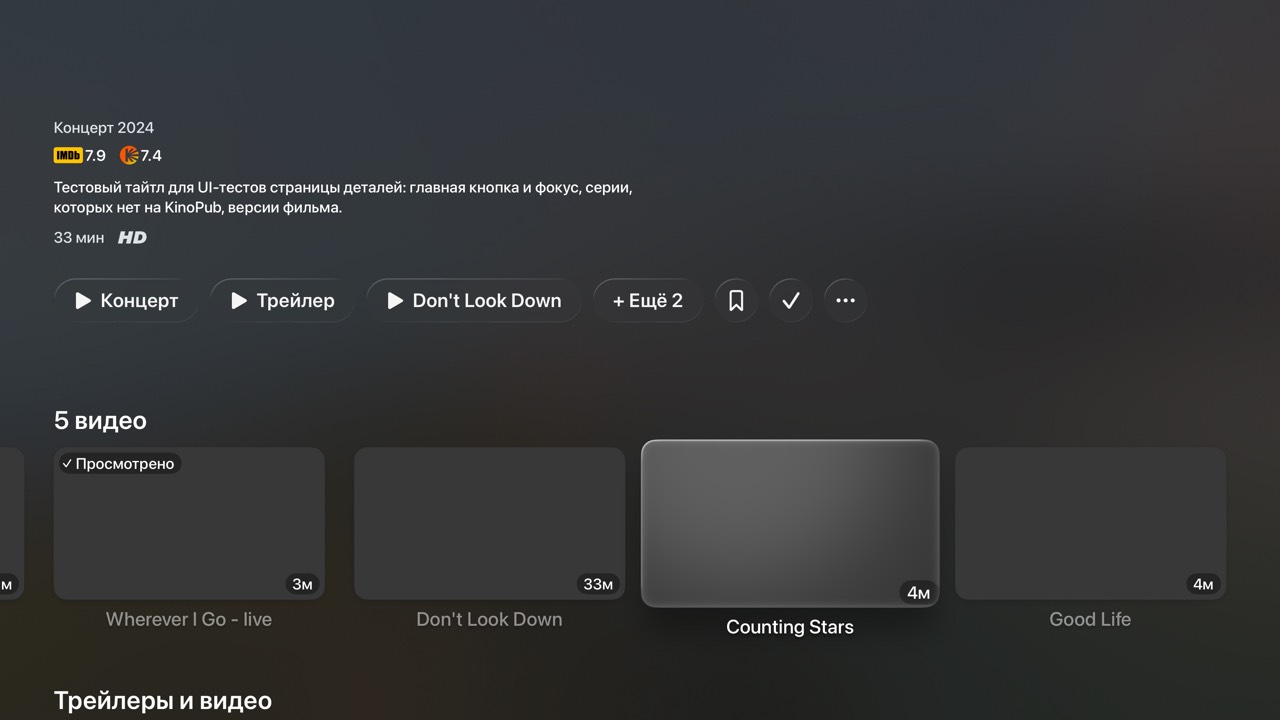 Концерт 2024
IMDb 7.9 7.4
Тестовый тайтл для UI-тестов страницы деталей: главная кнопка и фокус, серии,
которых нет на KinoPub, версии фильма.
33 мин HD
Концерт Трейлер Don't Look Down + Ещё 2
5 видео
Просмотрено
м 3м 33м 4м 4м
Wherever I Go - live Don't Look Down Counting Stars Good Life
Трейлеры и видео